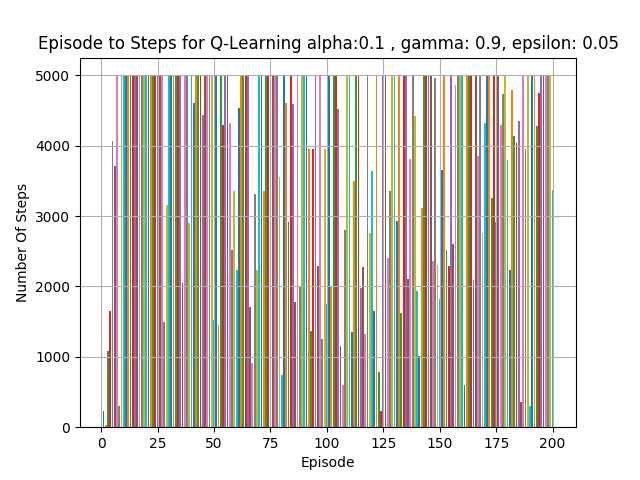 Episode to Steps for Q-Learning alpha:0.1 , gamma: 0.9, epsilon: 0.05
5000
4000
3000
2000
1000
0
Number Of Steps
0 25 50 75 100 125 150 175 200
Episode